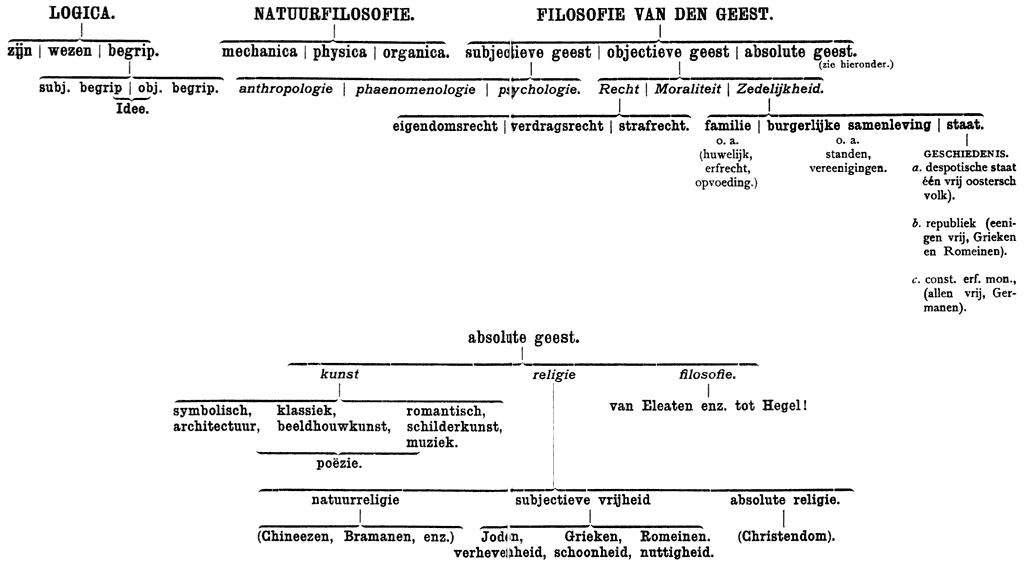 LOGICA. NATUURFILOSOFIE. FILOSOFIE VAN DEN GEEST.
zijn | wezen | begrip. mechanica | physica | organica. subjectieve geest | objectieve geest | absolute geest.
(zie hieronder.)
subj. begrip | obj. begrip. anthropologie | phaenomenologie | psychologie. Recht | Moraliteit | Zedelijkheid.
Idee.
eigendomsrecht | verdragsrecht | strafrecht. familie | burgerlijke samenleving | staat.
o. a. o. a.
(huwelijk, standen, GESCHIEDENIS.
erfrecht, vereenigingen. a. despotische staat
opvoeding.) één vrij oostersch
volk).
b. republiek (eeni-
gen vrij, Grieken
en Romeinen).
c. const. erf. mon.,
(allen vrij, Ger-
manen).
absolute geest.
kunst religie filosofie.
symbolisch, klassiek, romantisch, van Eleaten enz. tot Hegel!
architectuur, beeldhouwkunst, schilderkunst,
muziek.
poëzie.
natuurreligie subjectieve vrijheid absolute religie.
(Chineezen, Bramanen, enz.) Joden, Grieken, Romeinen. (Christendom).
verhevenheid, schoonheid, nuttigheid.